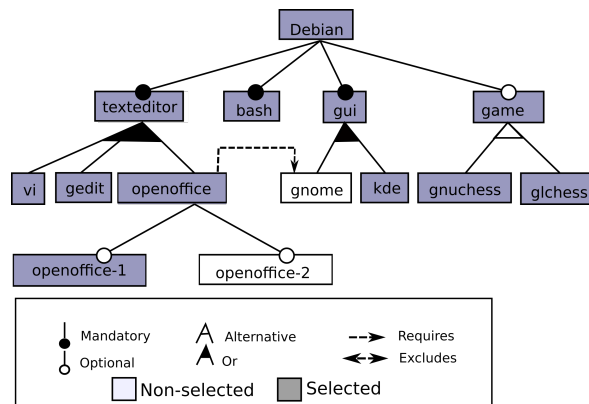 Debian
texteditor bash gui game
vi gedit openoffice gnome kde gnuchess glchess
openoffice-1 openoffice-2
Mandatory Alternative Requires
Optional Or Excludes
Non-selected Selected